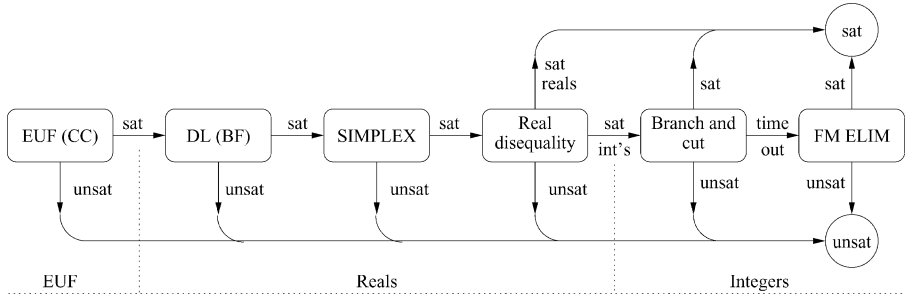 sat
sat
reals
sat
sat
EUF (CC)
sat
DL (BF)
sat
SIMPLEX
sat
Real
disequality
sat
int's
Branch and
cut
time
out
FM ELIM
unsat
unsat
unsat
unsat
unsat
unsat
unsat
EUF
Reals
Integers